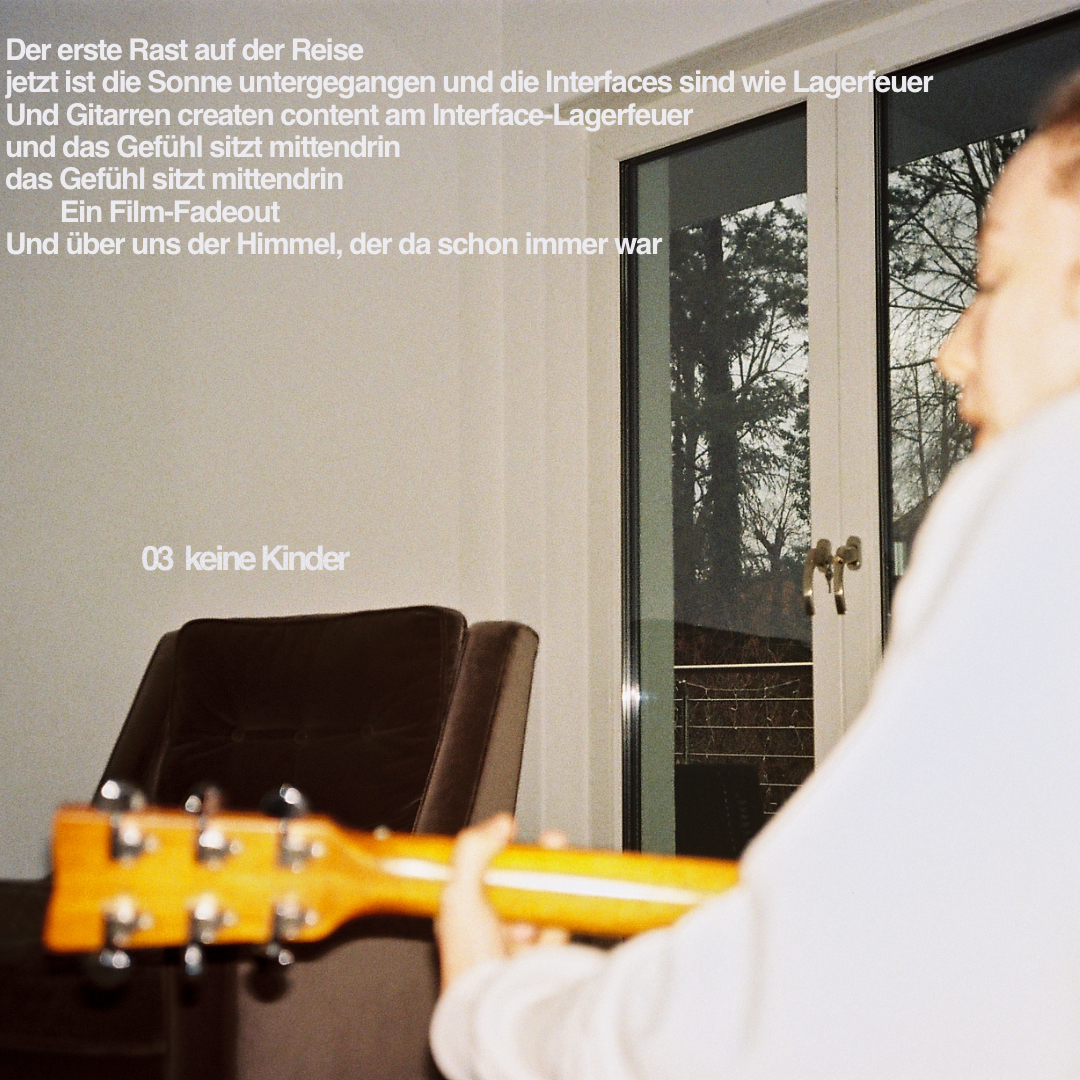 Der erste Rast auf der Reise
jetzt ist die Sonne untergegangen und die Interfaces sind wie Lagerfeuer
Und Gitarren createn content am Interface-Lagerfeuer
und das Gefühl sitzt mittendrin
das Gefühl sitzt mittendrin
Ein Film-Fadeout
Und über uns der Himmel, der da schon immer war
03 keine Kinder